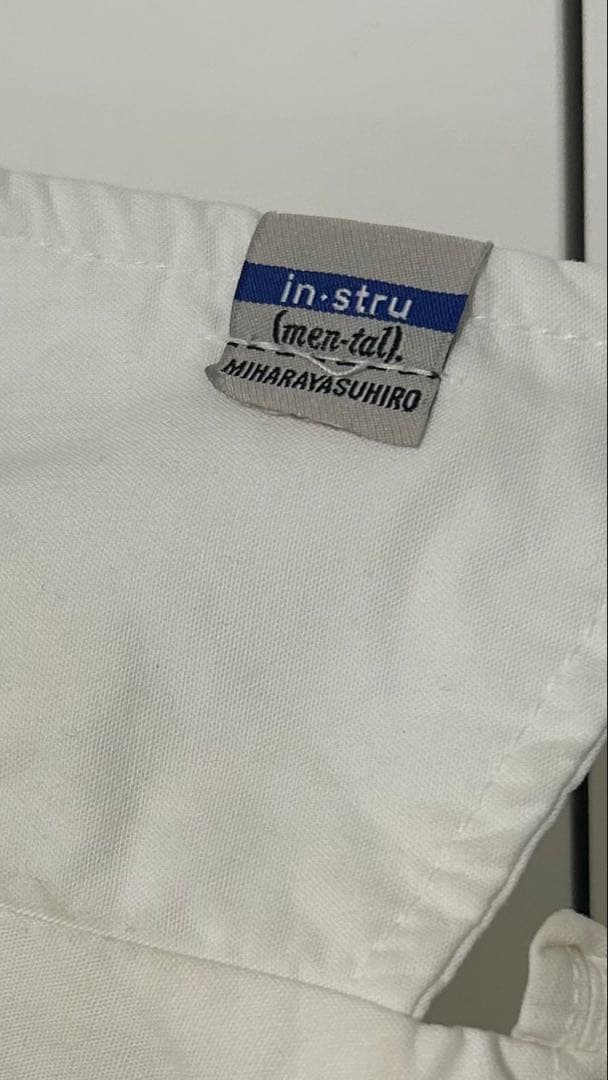 in·stru
(men-tal).
MIHARAYASUHIRO